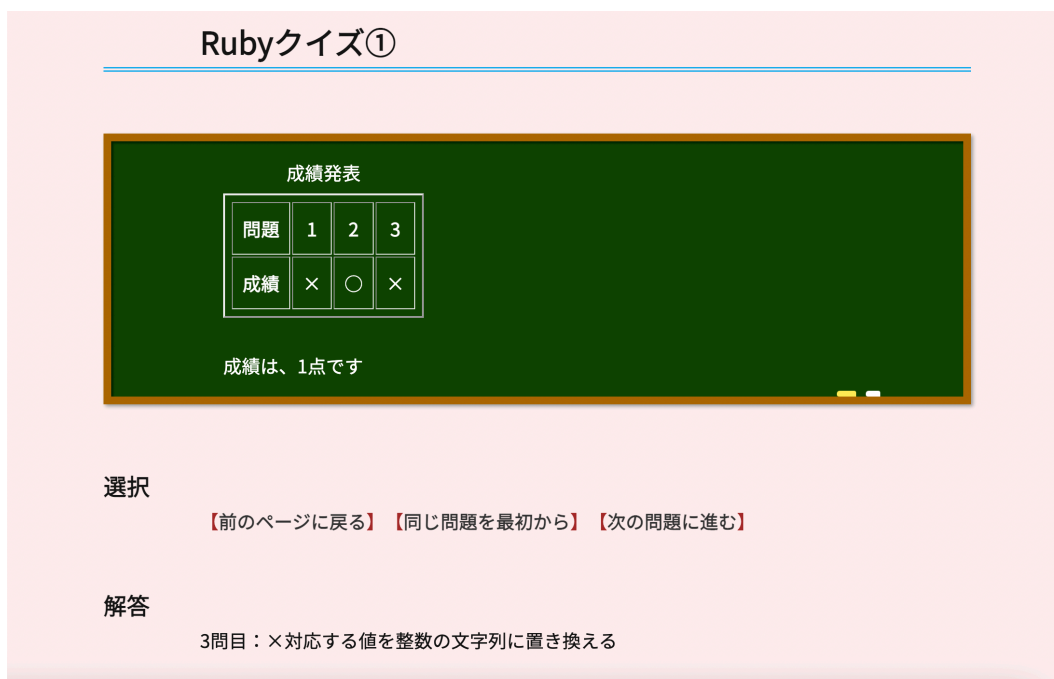 Rubyクイズ①
成績発表
問題 1 2 3
成績 × ○ ×
成績は、1点です
選択
【前のページに戻る】【同じ問題を最初から】【次の問題に進む】
解答
3問目：×対応する値を整数の文字列に置き換える